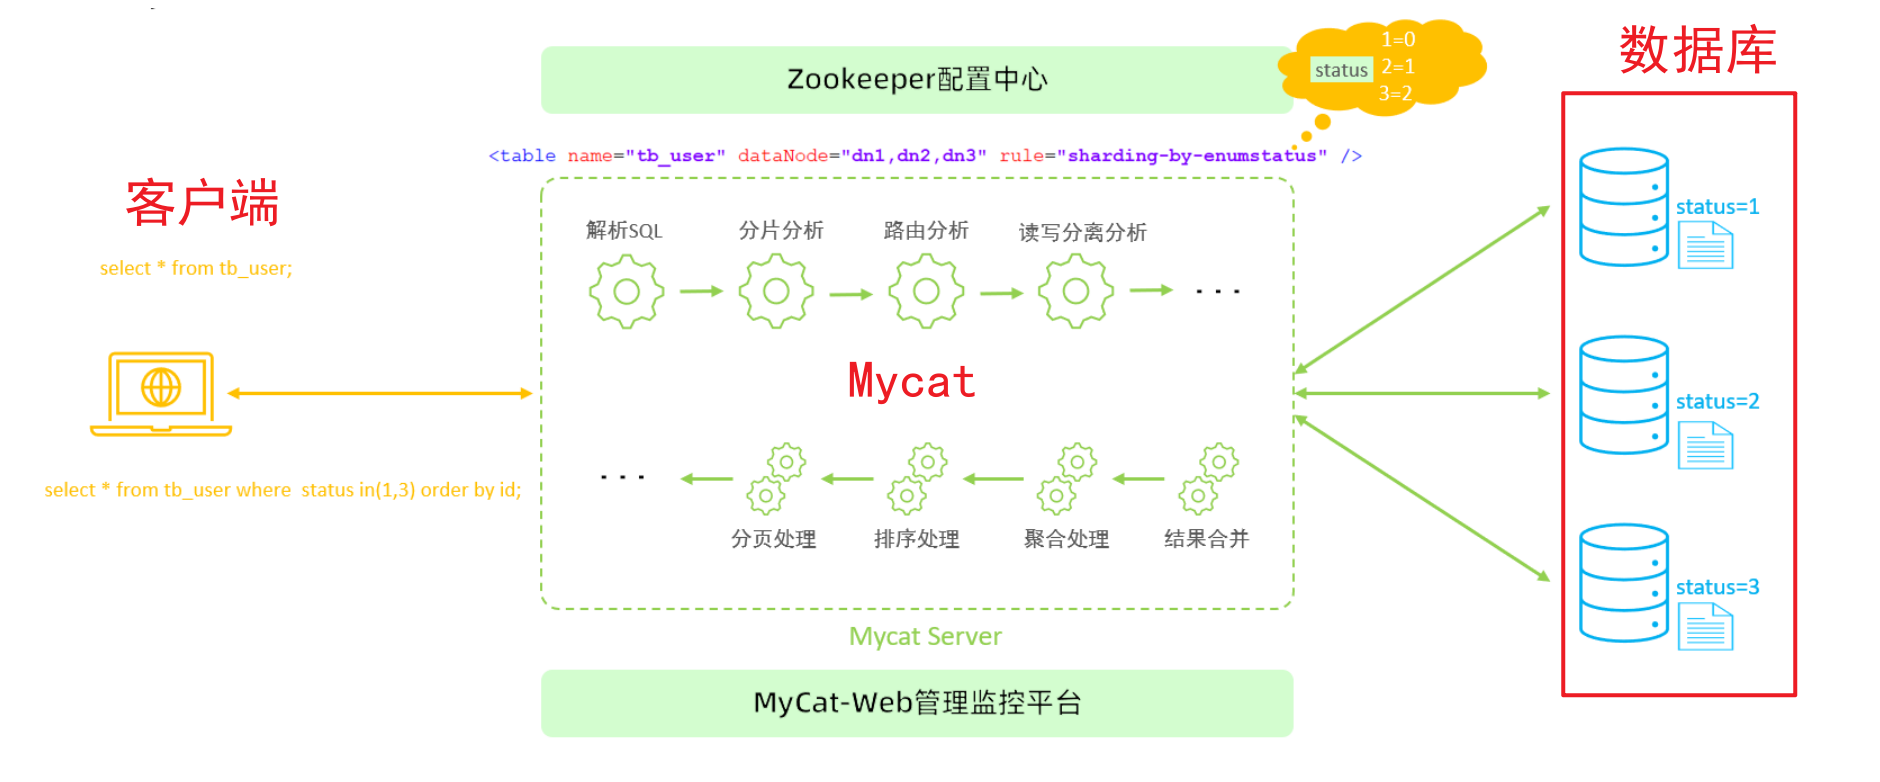 Zookeeper配置中心
status
1=0
2=1
3=2
数据库
<table name="tb_user" dataNode="dn1,dn2,dn3" rule="sharding-by-enumstatus" />
客户端
select * from tb_user;
解析SQL
分片分析
路由分析
读写分离分析
. . .
Mycat
select * from tb_user where  status in(1,3) order by id;
. . .
分页处理
排序处理
聚合处理
结果合并
status=1
status=2
status=3
Mycat Server
MyCat-Web管理监控平台